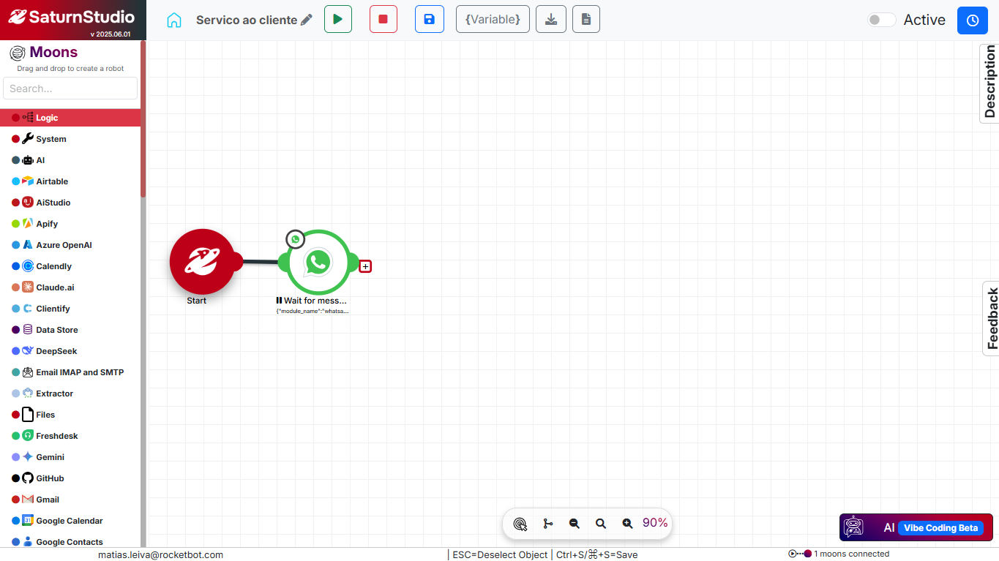 SaturnStudio
v 2025.06.01
Servico ao cliente
{Variable}
Active
Moons
Drag and drop to create a robot
Search...
Logic
System
AI
Airtable
AiStudio
Apify
Azure OpenAI
Calendly
Claude.ai
Clientify
Data Store
DeepSeek
Email IMAP and SMTP
Extractor
Files
Freshdesk
Gemini
GitHub
Gmail
Google Calendar
Google Contacts
Start
Wait for mess...
{"module_name":"whatsa...
Description
Feedback
90%
AI Vibe Coding Beta
matias.leiva@rocketbot.com
| ESC=Deselect Object | Ctrl+S/⌘+S=Save
1 moons connected